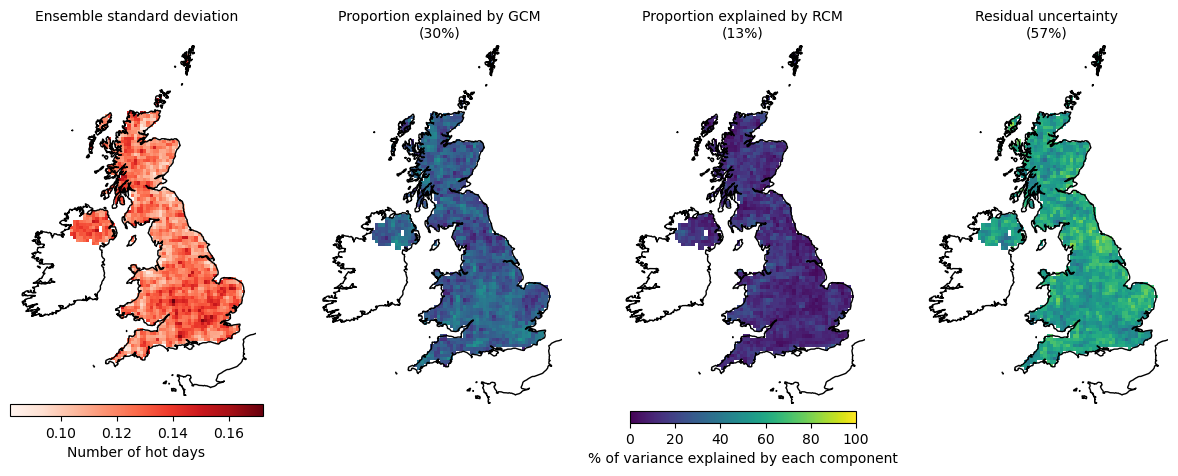 Ensemble standard deviation
Proportion explained by GCM
(30%)
Proportion explained by RCM
(13%)
Residual uncertainty
(57%)
0.10 0.12 0.14 0.16
Number of hot days
0 20 40 60 80 100
% of variance explained by each component